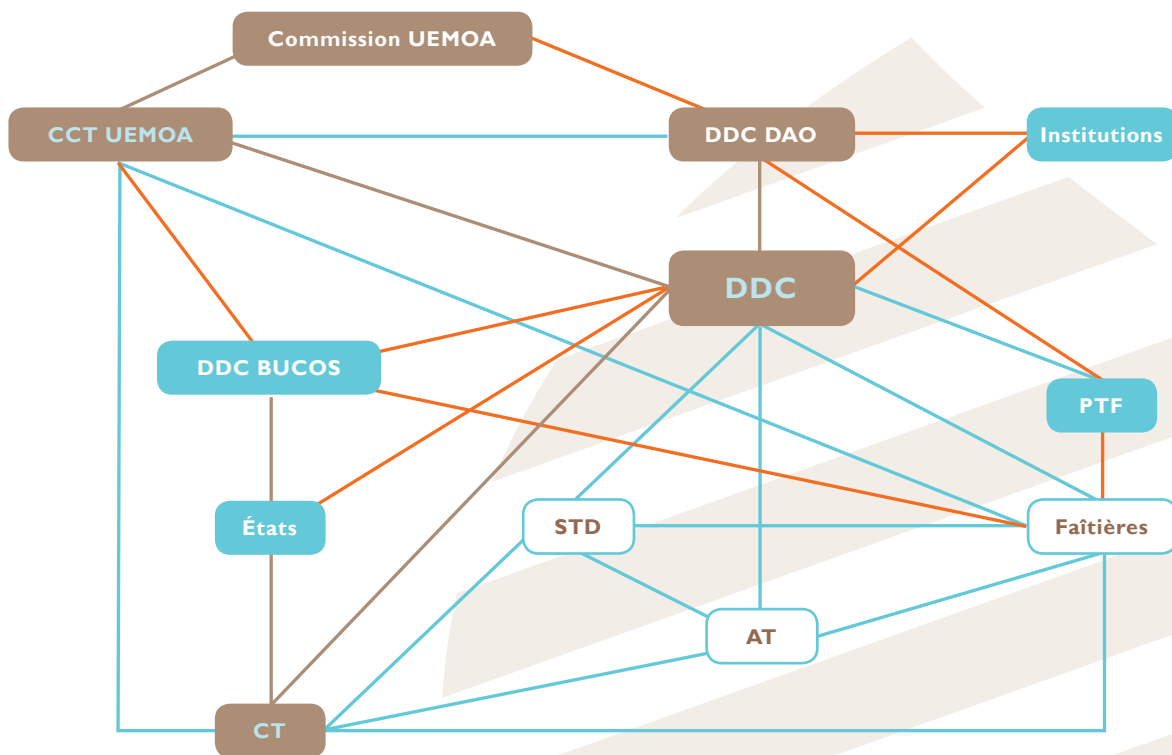 Commission UEMOA
CCT UEMOA
DDC DAO
Institutions
DDC
DDC BUCOS
PTF
États
STD
Faîtières
AT
CT